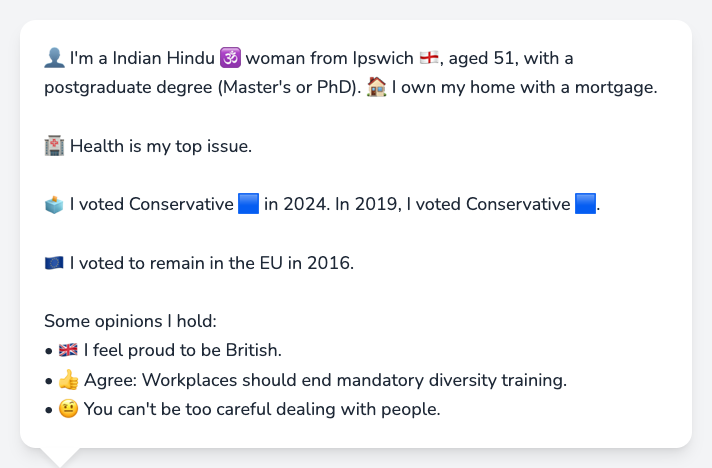 👤 I'm a Indian Hindu 🕉️ woman from Ipswich 🏴󠁧󠁢󠁥󠁮󠁧󠁿, aged 51, with a
postgraduate degree (Master's or PhD). 🏠 I own my home with a mortgage.
🏥 Health is my top issue.
🗳️ I voted Conservative 🟦 in 2024. In 2019, I voted Conservative 🟦.
🇪🇺 I voted to remain in the EU in 2016.
Some opinions I hold:
• 🇬🇧 I feel proud to be British.
• 👍 Agree: Workplaces should end mandatory diversity training.
• 🤨 You can't be too careful dealing with people.